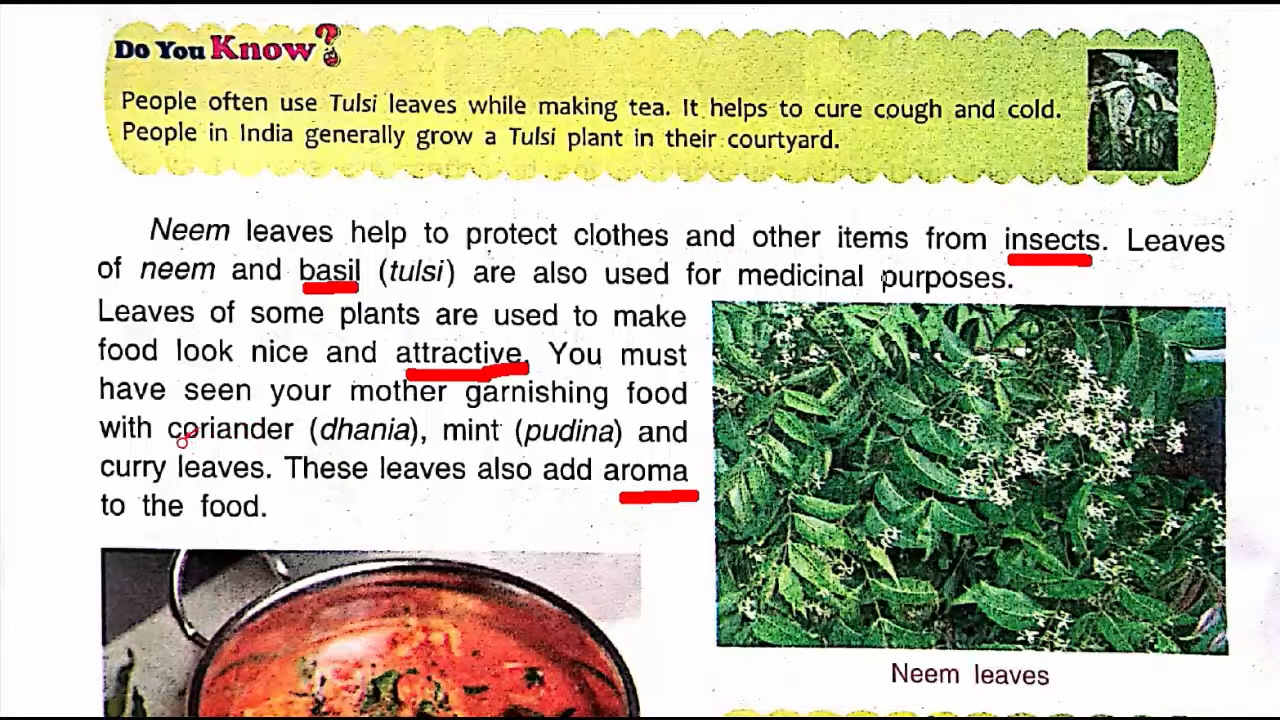 Do You Know?
People often use Tulsi leaves while making tea. It helps to cure cough and cold.
People in India generally grow a Tulsi plant in their courtyard.
Neem leaves help to protect clothes and other items from insects. Leaves
of neem and basil (tulsi) are also used for medicinal purposes.
Leaves of some plants are used to make
food look nice and attractive. You must
have seen your mother garnishing food
with coriander (dhania), mint (pudina) and
curry leaves. These leaves also add aroma
to the food.
Neem leaves